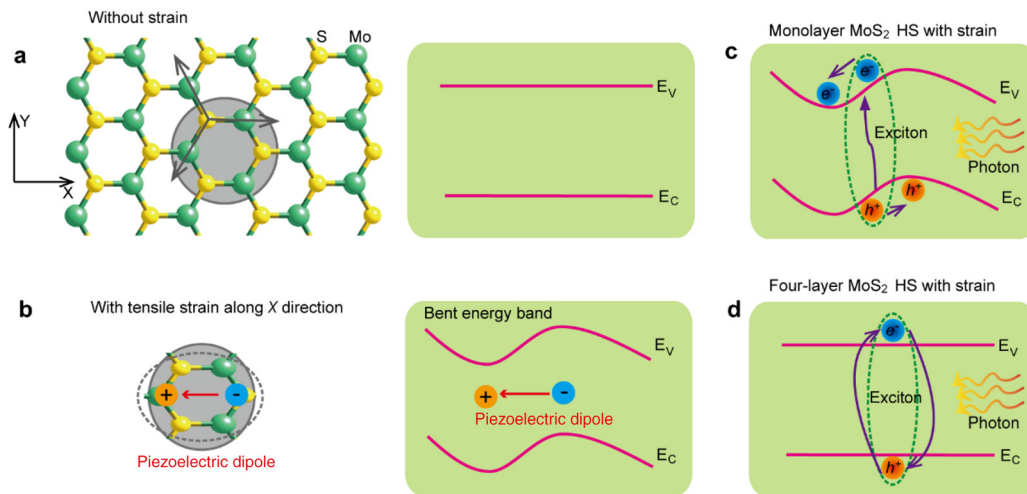 Without strain
a
S Mo
Y
X
E_V
E_C
b
With tensile strain along X direction
+
-
Piezoelectric dipole
Bent energy band
E_V
+
-
Piezoelectric dipole
E_C
Monolayer MoS₂ HS with strain
c
e⁻
e⁻
E_V
Exciton
Photon
h⁺
h⁺
E_C
Four-layer MoS₂ HS with strain
d
e⁻
E_V
Exciton
Photon
h⁺
E_C